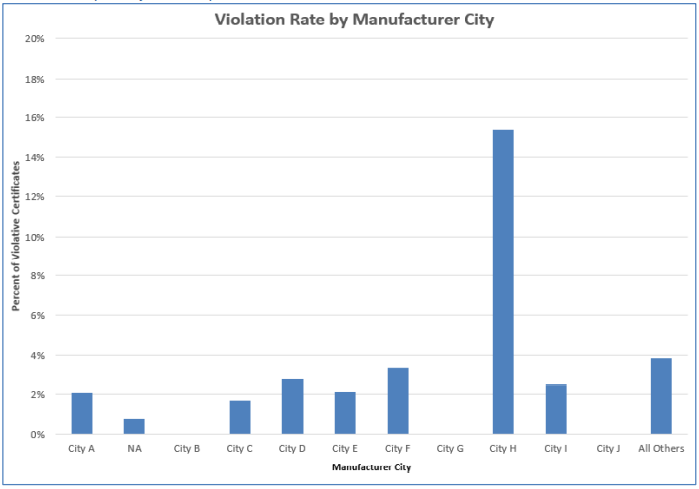 Violation Rate by Manufacturer City
20%
18%
16%
14%
12%
10%
8%
6%
4%
2%
0%
Percent of Violative Certificates
City A NA City B City C City D City E City F City G City H City I City J All Others
Manufacturer City